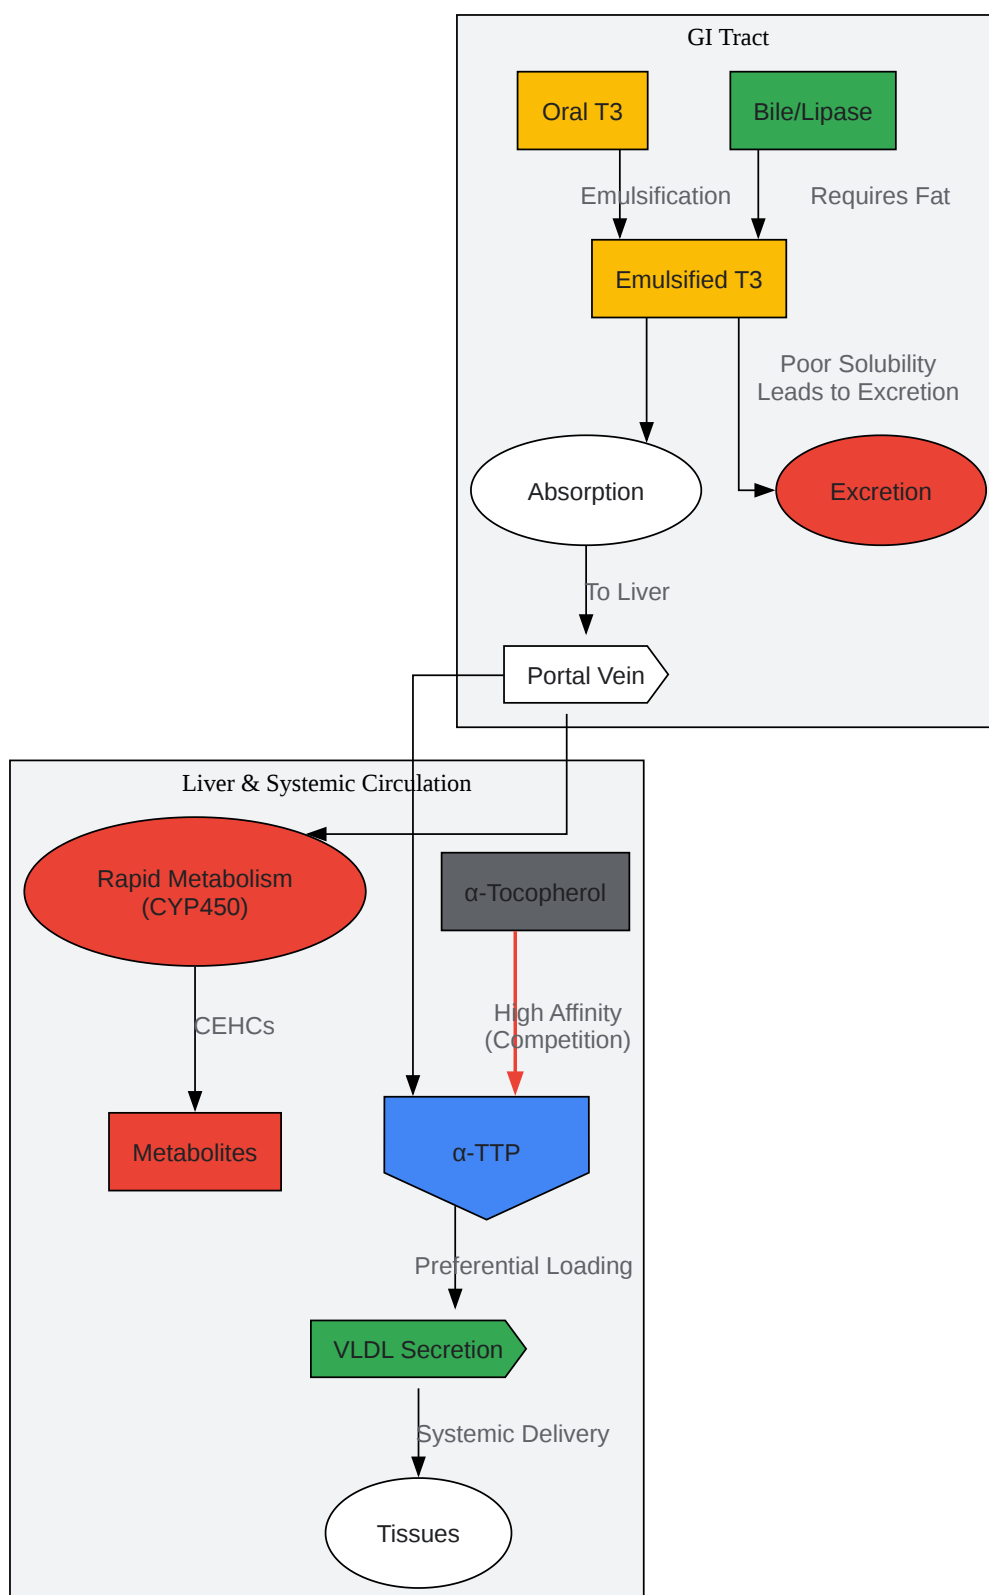 GI Tract
Oral T3
Bile/Lipase
Emulsification
Requires Fat
Emulsified T3
Poor Solubility
Leads to Excretion
Absorption
Excretion
To Liver
Portal Vein
Liver & Systemic Circulation
Rapid Metabolism
(CYP450)
α-Tocopherol
High Affinity
(Competition)
CEHCs
Metabolites
α-TTP
Preferential Loading
VLDL Secretion
Systemic Delivery
Tissues